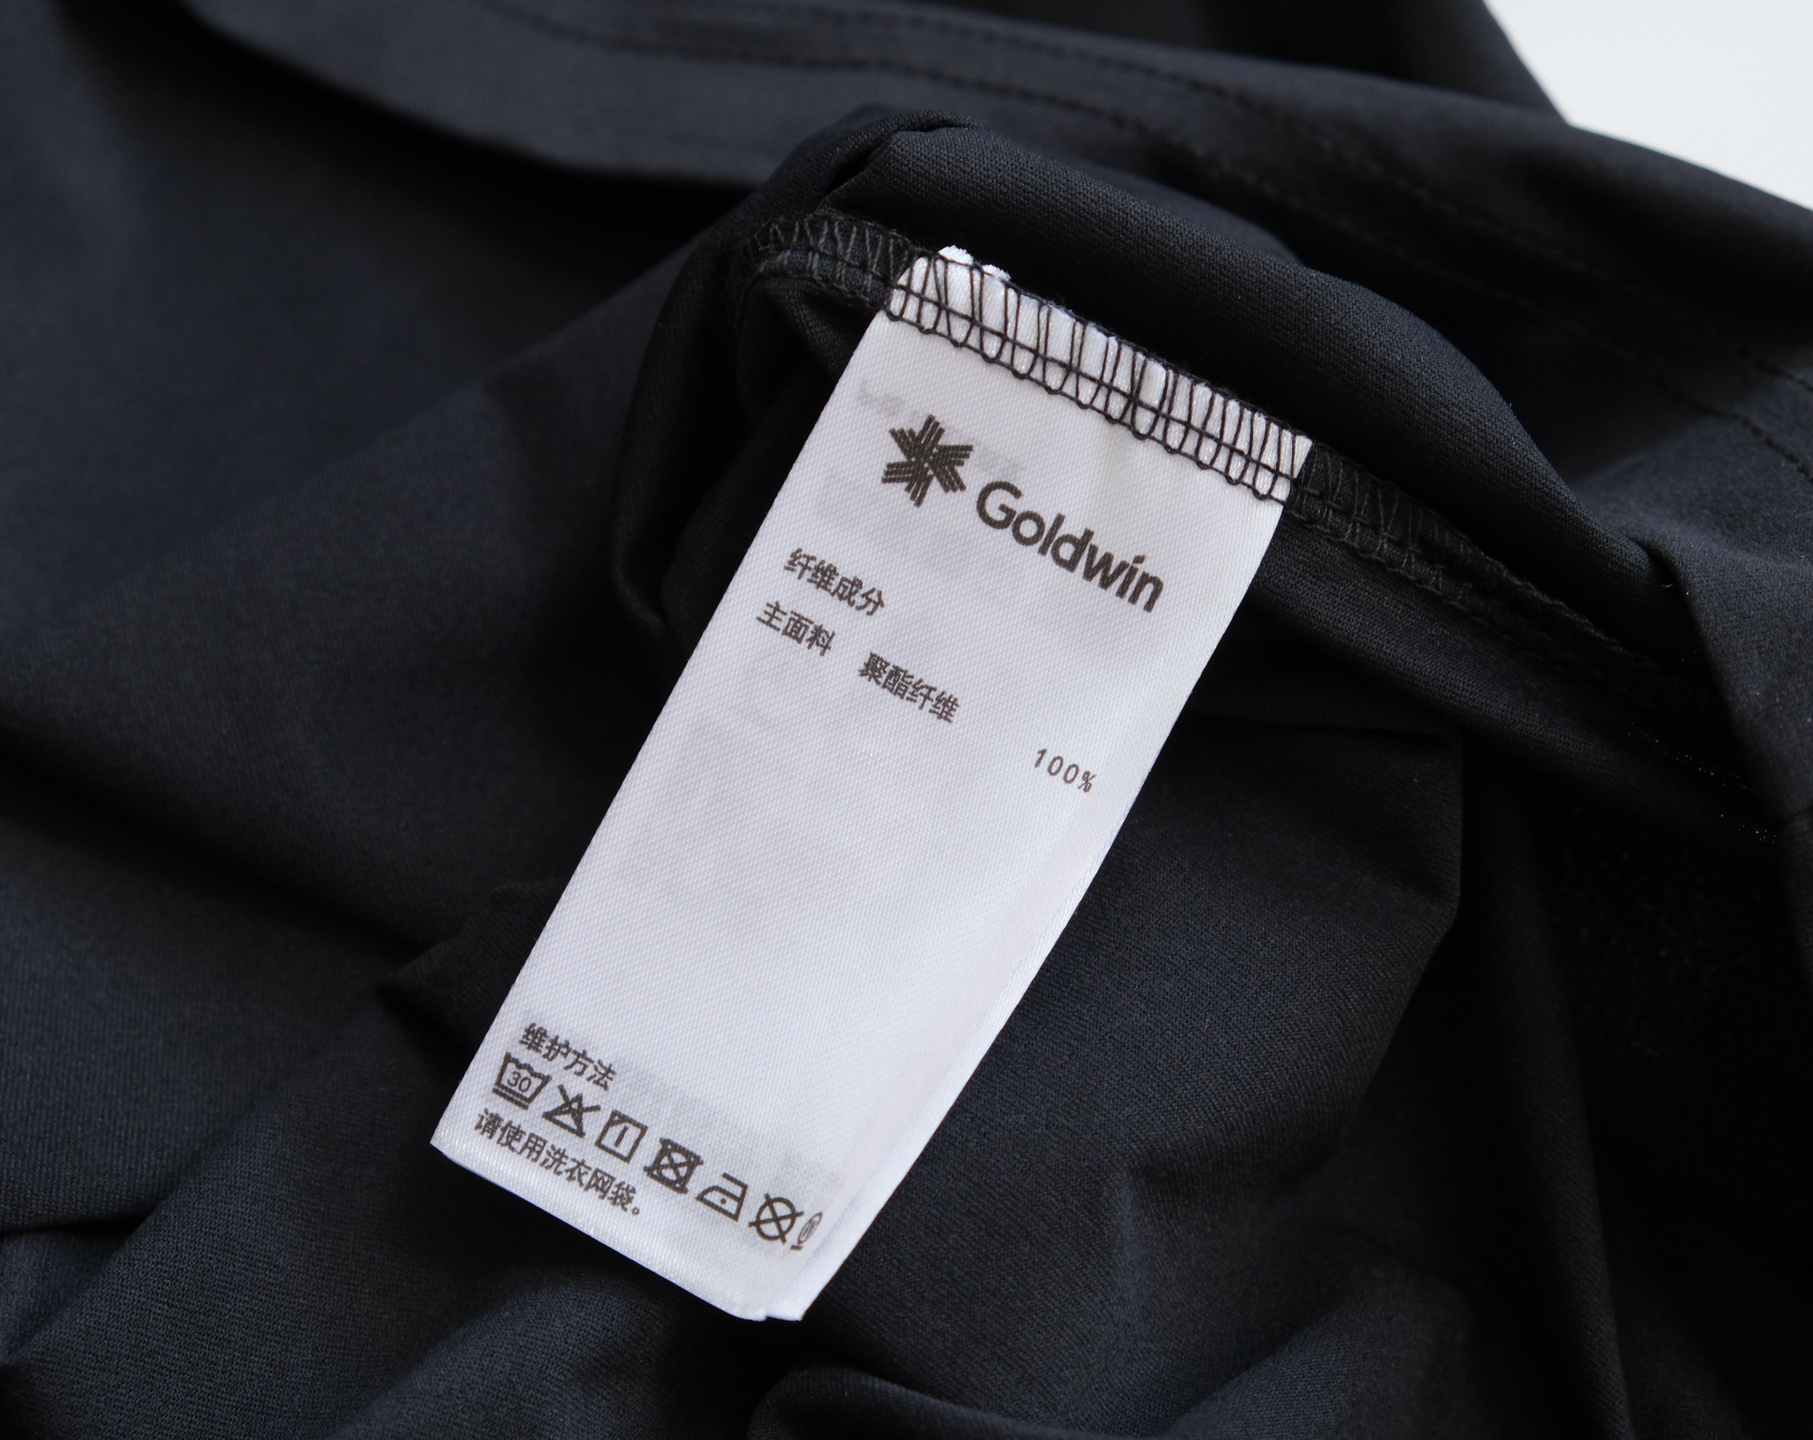 Goldwin
纤维成分
主面料 聚酯纤维
100%
维护方法
30
请使用洗衣网袋。